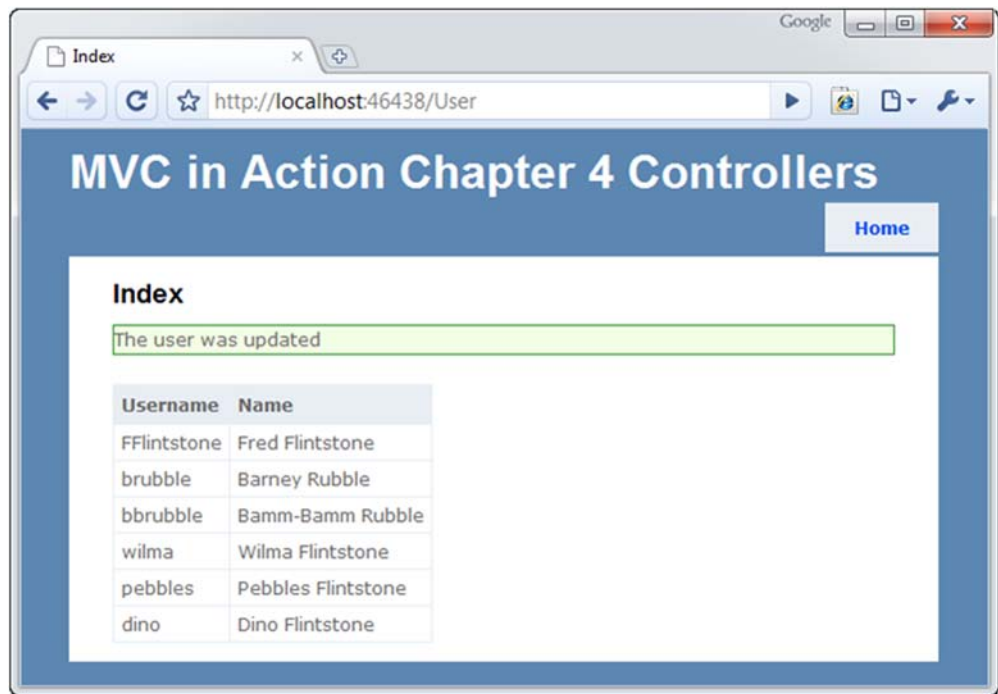 Google
Index
http://localhost:46438/User
MVC in Action Chapter 4 Controllers
Home
Index
The user was updated
Username Name
FFlintstone Fred Flintstone
brubble Barney Rubble
bbrubble Bamm-Bamm Rubble
wilma Wilma Flintstone
pebbles Pebbles Flintstone
dino Dino Flintstone